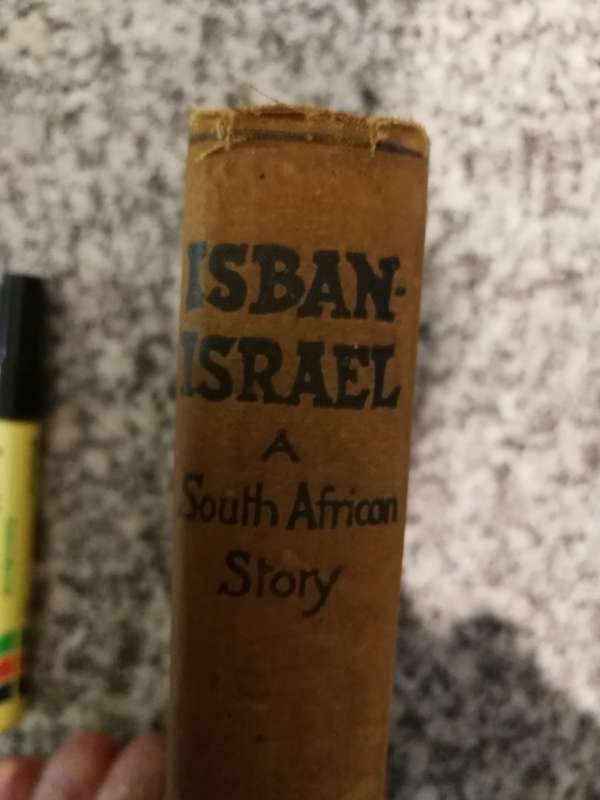 ISBAN-
ISRAEL
A
South African
Story